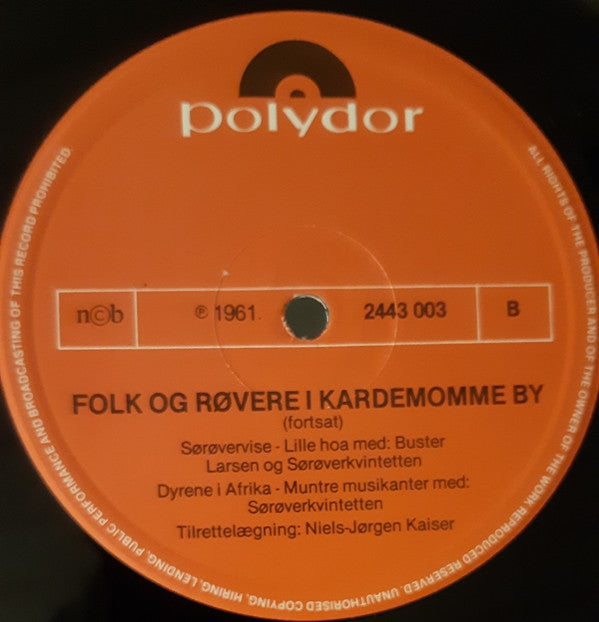 polydor
n©b
℗ 1961.
2443 003
B
FOLK OG RØVERE I KARDEMOMME BY
(fortsat)
Sørøvervise - Lille hoa med: Buster
Larsen og Sørøverkvintetten
Dyrene i Afrika - Muntre musikanter med:
Sørøverkvintetten
Tilrettelægning: Niels-Jørgen Kaiser
ALL RIGHTS OF THE PRODUCER AND OF THE OWNER OF THE WORK REPRODUCED RESERVED. UNAUTHORISED COPYING, HIRING, LENDING, PUBLIC PERFORMANCE AND BROADCASTING OF THIS RECORD PROHIBITED.